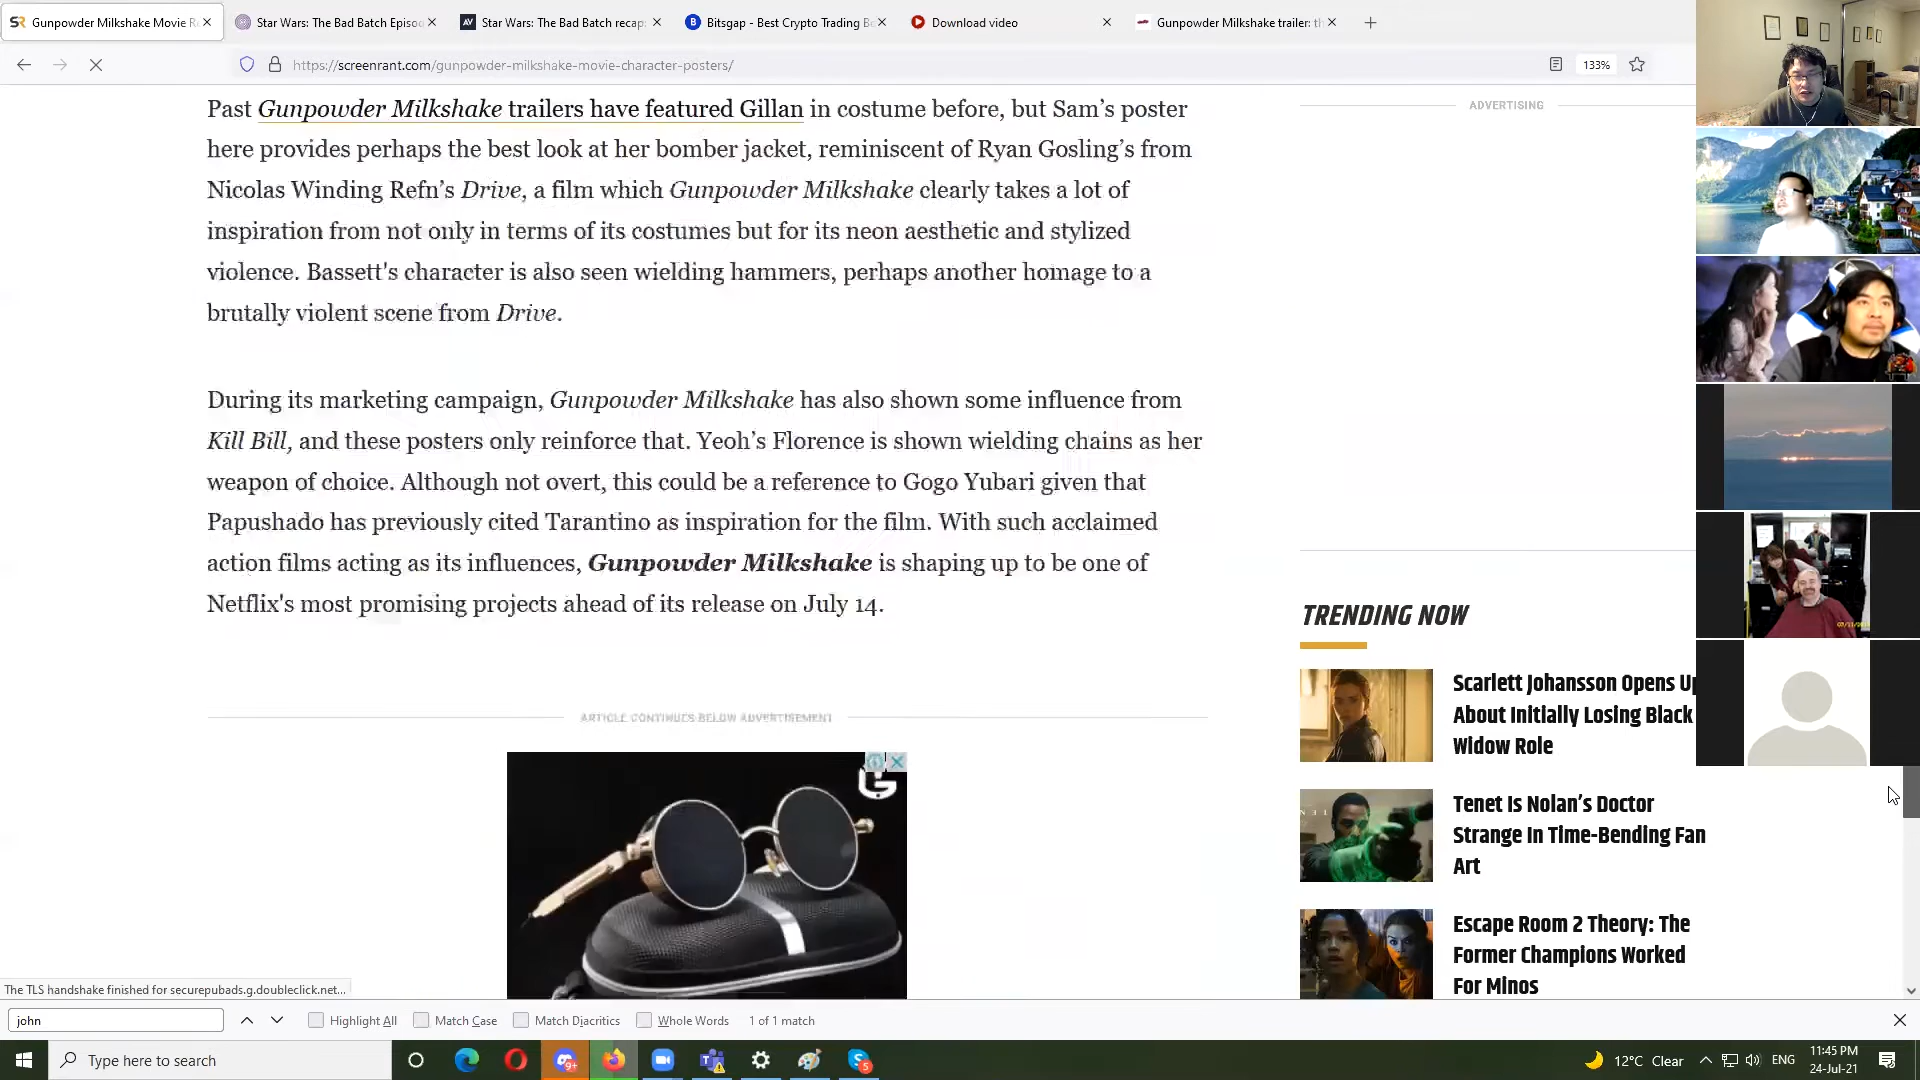 Gunpowder Milkshake Movie R
Star Wars: The Bad Batch Episo
Star Wars: The Bad Batch recap
Bitsgap - Best Crypto Trading B
Download video
Gunpowder Milkshake trailer: th
https://screenrant.com/gunpowder-milkshake-movie-character-posters/
133%
Past Gunpowder Milkshake trailers have featured Gillan in costume before, but Sam’s poster
here provides perhaps the best look at her bomber jacket, reminiscent of Ryan Gosling’s from
Nicolas Winding Refn’s Drive, a film which Gunpowder Milkshake clearly takes a lot of
inspiration from not only in terms of its costumes but for its neon aesthetic and stylized
violence. Bassett's character is also seen wielding hammers, perhaps another homage to a
brutally violent scene from Drive.
During its marketing campaign, Gunpowder Milkshake has also shown some influence from
Kill Bill, and these posters only reinforce that. Yeoh’s Florence is shown wielding chains as her
weapon of choice. Although not overt, this could be a reference to Gogo Yubari given that
Papushado has previously cited Tarantino as inspiration for the film. With such acclaimed
action films acting as its influences, Gunpowder Milkshake is shaping up to be one of
Netflix's most promising projects ahead of its release on July 14.
ARTICLE CONTINUES BELOW ADVERTISEMENT
ADVERTISING
TRENDING NOW
Scarlett Johansson Opens Up
About Initially Losing Black
Widow Role
Tenet Is Nolan’s Doctor
Strange In Time-Bending Fan
Art
Escape Room 2 Theory: The
Former Champions Worked
For Minos
The TLS handshake finished for securepubads.g.doubleclick.net...
john
Highlight All
Match Case
Match Diacritics
Whole Words
1 of 1 match
Type here to search
12°C Clear
ENG
11:45 PM
24-Jul-21